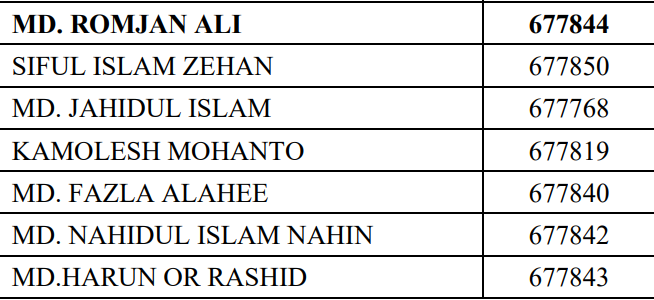 MD. ROMJAN ALI 677844
SIFUL ISLAM ZEHAN 677850
MD. JAHIDUL ISLAM 677768
KAMOLESH MOHANTO 677819
MD. FAZLA ALAHEE 677840
MD. NAHIDUL ISLAM NAHIN 677842
MD.HARUN OR RASHID 677843